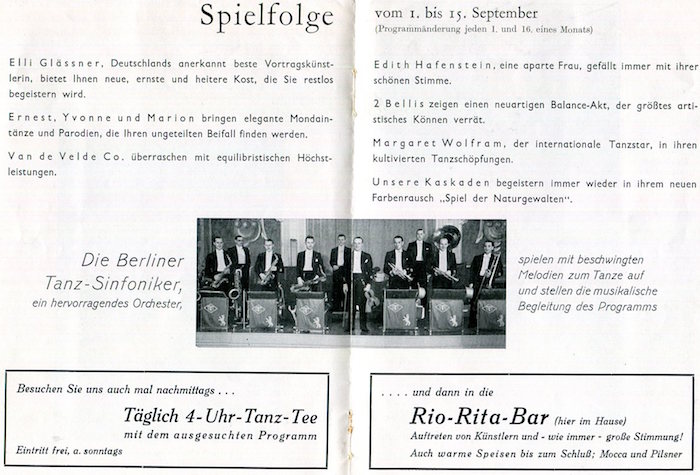 Spielfolge
Elli Glässner, Deutschlands anerkannt beste Vortragskünst-
lerin, bietet Ihnen neue, ernste und heitere Kost, die Sie restlos
begeistern wird.
Ernest, Yvonne und Marion bringen elegante Mondain-
tänze und Parodien, die Ihren ungeteilten Beifall finden werden.
Van de Velde Co. überraschen mit equilibristischen Höchst-
leistungen.
vom 1. bis 15. September
(Programmänderung jeden 1. und 16. eines Monats)
Edith Hafenstein, eine aparte Frau, gefällt immer mit ihrer
schönen Stimme.
2 Bellis zeigen einen neuartigen Balance-Akt, der größtes arti-
stisches Können verrät.
Margaret Wolfram, der internationale Tanzstar, in ihren
kultivierten Tanzschöpfungen.
Unsere Kaskaden begeistern immer wieder in ihrem neuen
Farbenrausch „Spiel der Naturgewalten“.
Die Berliner
Tanz-Sinfoniker,
ein hervorragendes Orchester,
spielen mit beschwingten
Melodien zum Tanze auf
und stellen die musikalische
Begleitung des Programms
Besuchen Sie uns auch mal nachmittags . . .
Täglich 4-Uhr-Tanz-Tee
mit dem ausgesuchten Programm
Eintritt frei, a. sonntags
. . . . und dann in die
Rio-Rita-Bar (hier im Hause)
Auftreten von Künstlern und - wie immer - große Stimmung!
Auch warme Speisen bis zum Schluß; Mocca und Pilsner